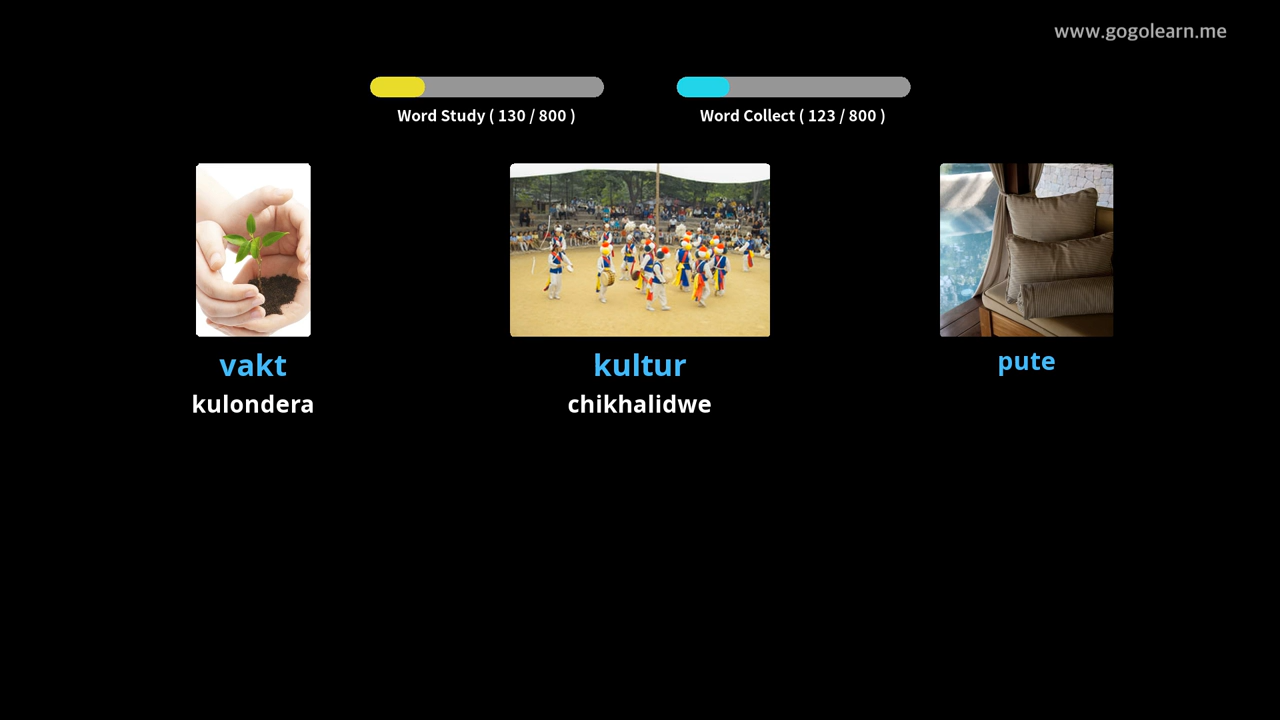 www.gogolearn.me
Word Study ( 130 / 800 )
Word Collect ( 123 / 800 )
vakt
kultur
pute
kulondera
chikhalidwe